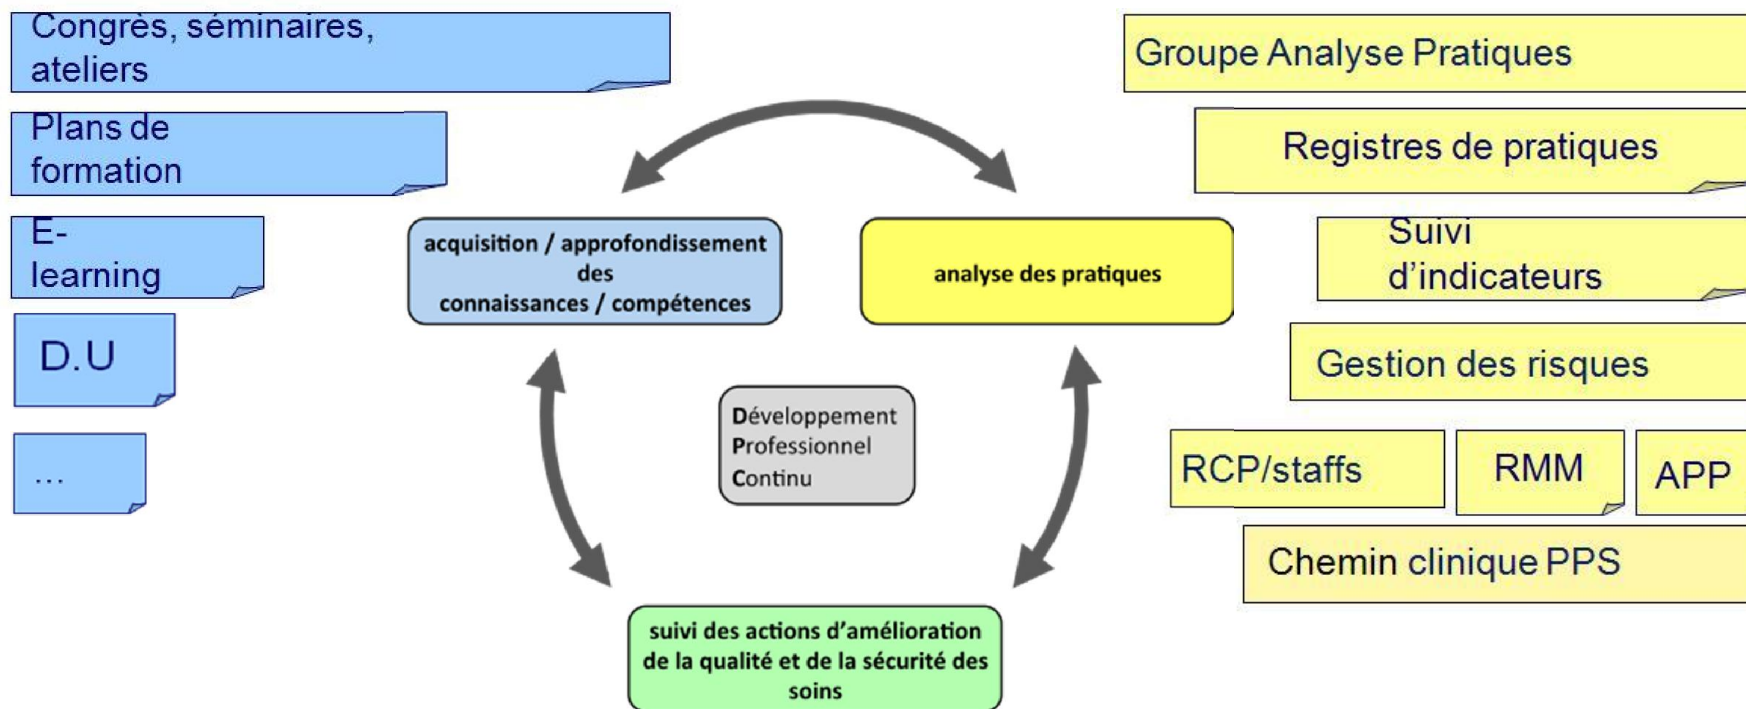 Congrès, séminaires,
ateliers
Plans de
formation
E-
learning
D.U
...
acquisition / approfondissement
des
connaissances / compétences
analyse des pratiques
Développement
Professionnel
Continu
suivi des actions d’amélioration
de la qualité et de la sécurité des
soins
Groupe Analyse Pratiques
Registres de pratiques
Suivi
d’indicateurs
Gestion des risques
RCP/staffs
RMM
APP
Chemin clinique PPS